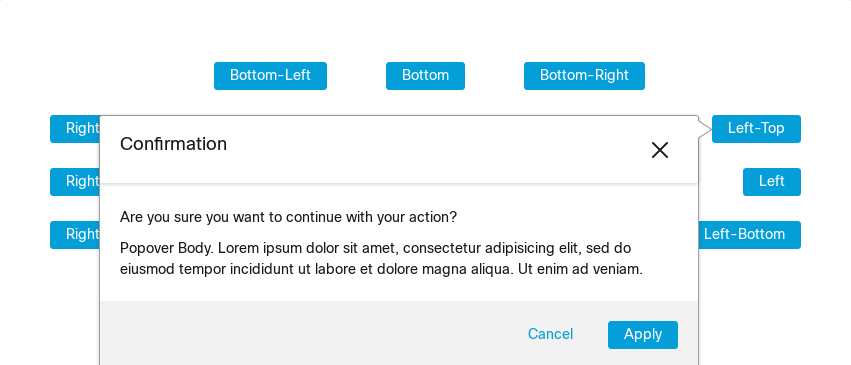 Bottom-Left Bottom Bottom-Right
Right Confirmation Left-Top
Right Left
Are you sure you want to continue with your action?
Right Left-Bottom
Popover Body. Lorem ipsum dolor sit amet, consectetur adipisicing elit, sed do
eiusmod tempor incididunt ut labore et dolore magna aliqua. Ut enim ad veniam.
Cancel Apply